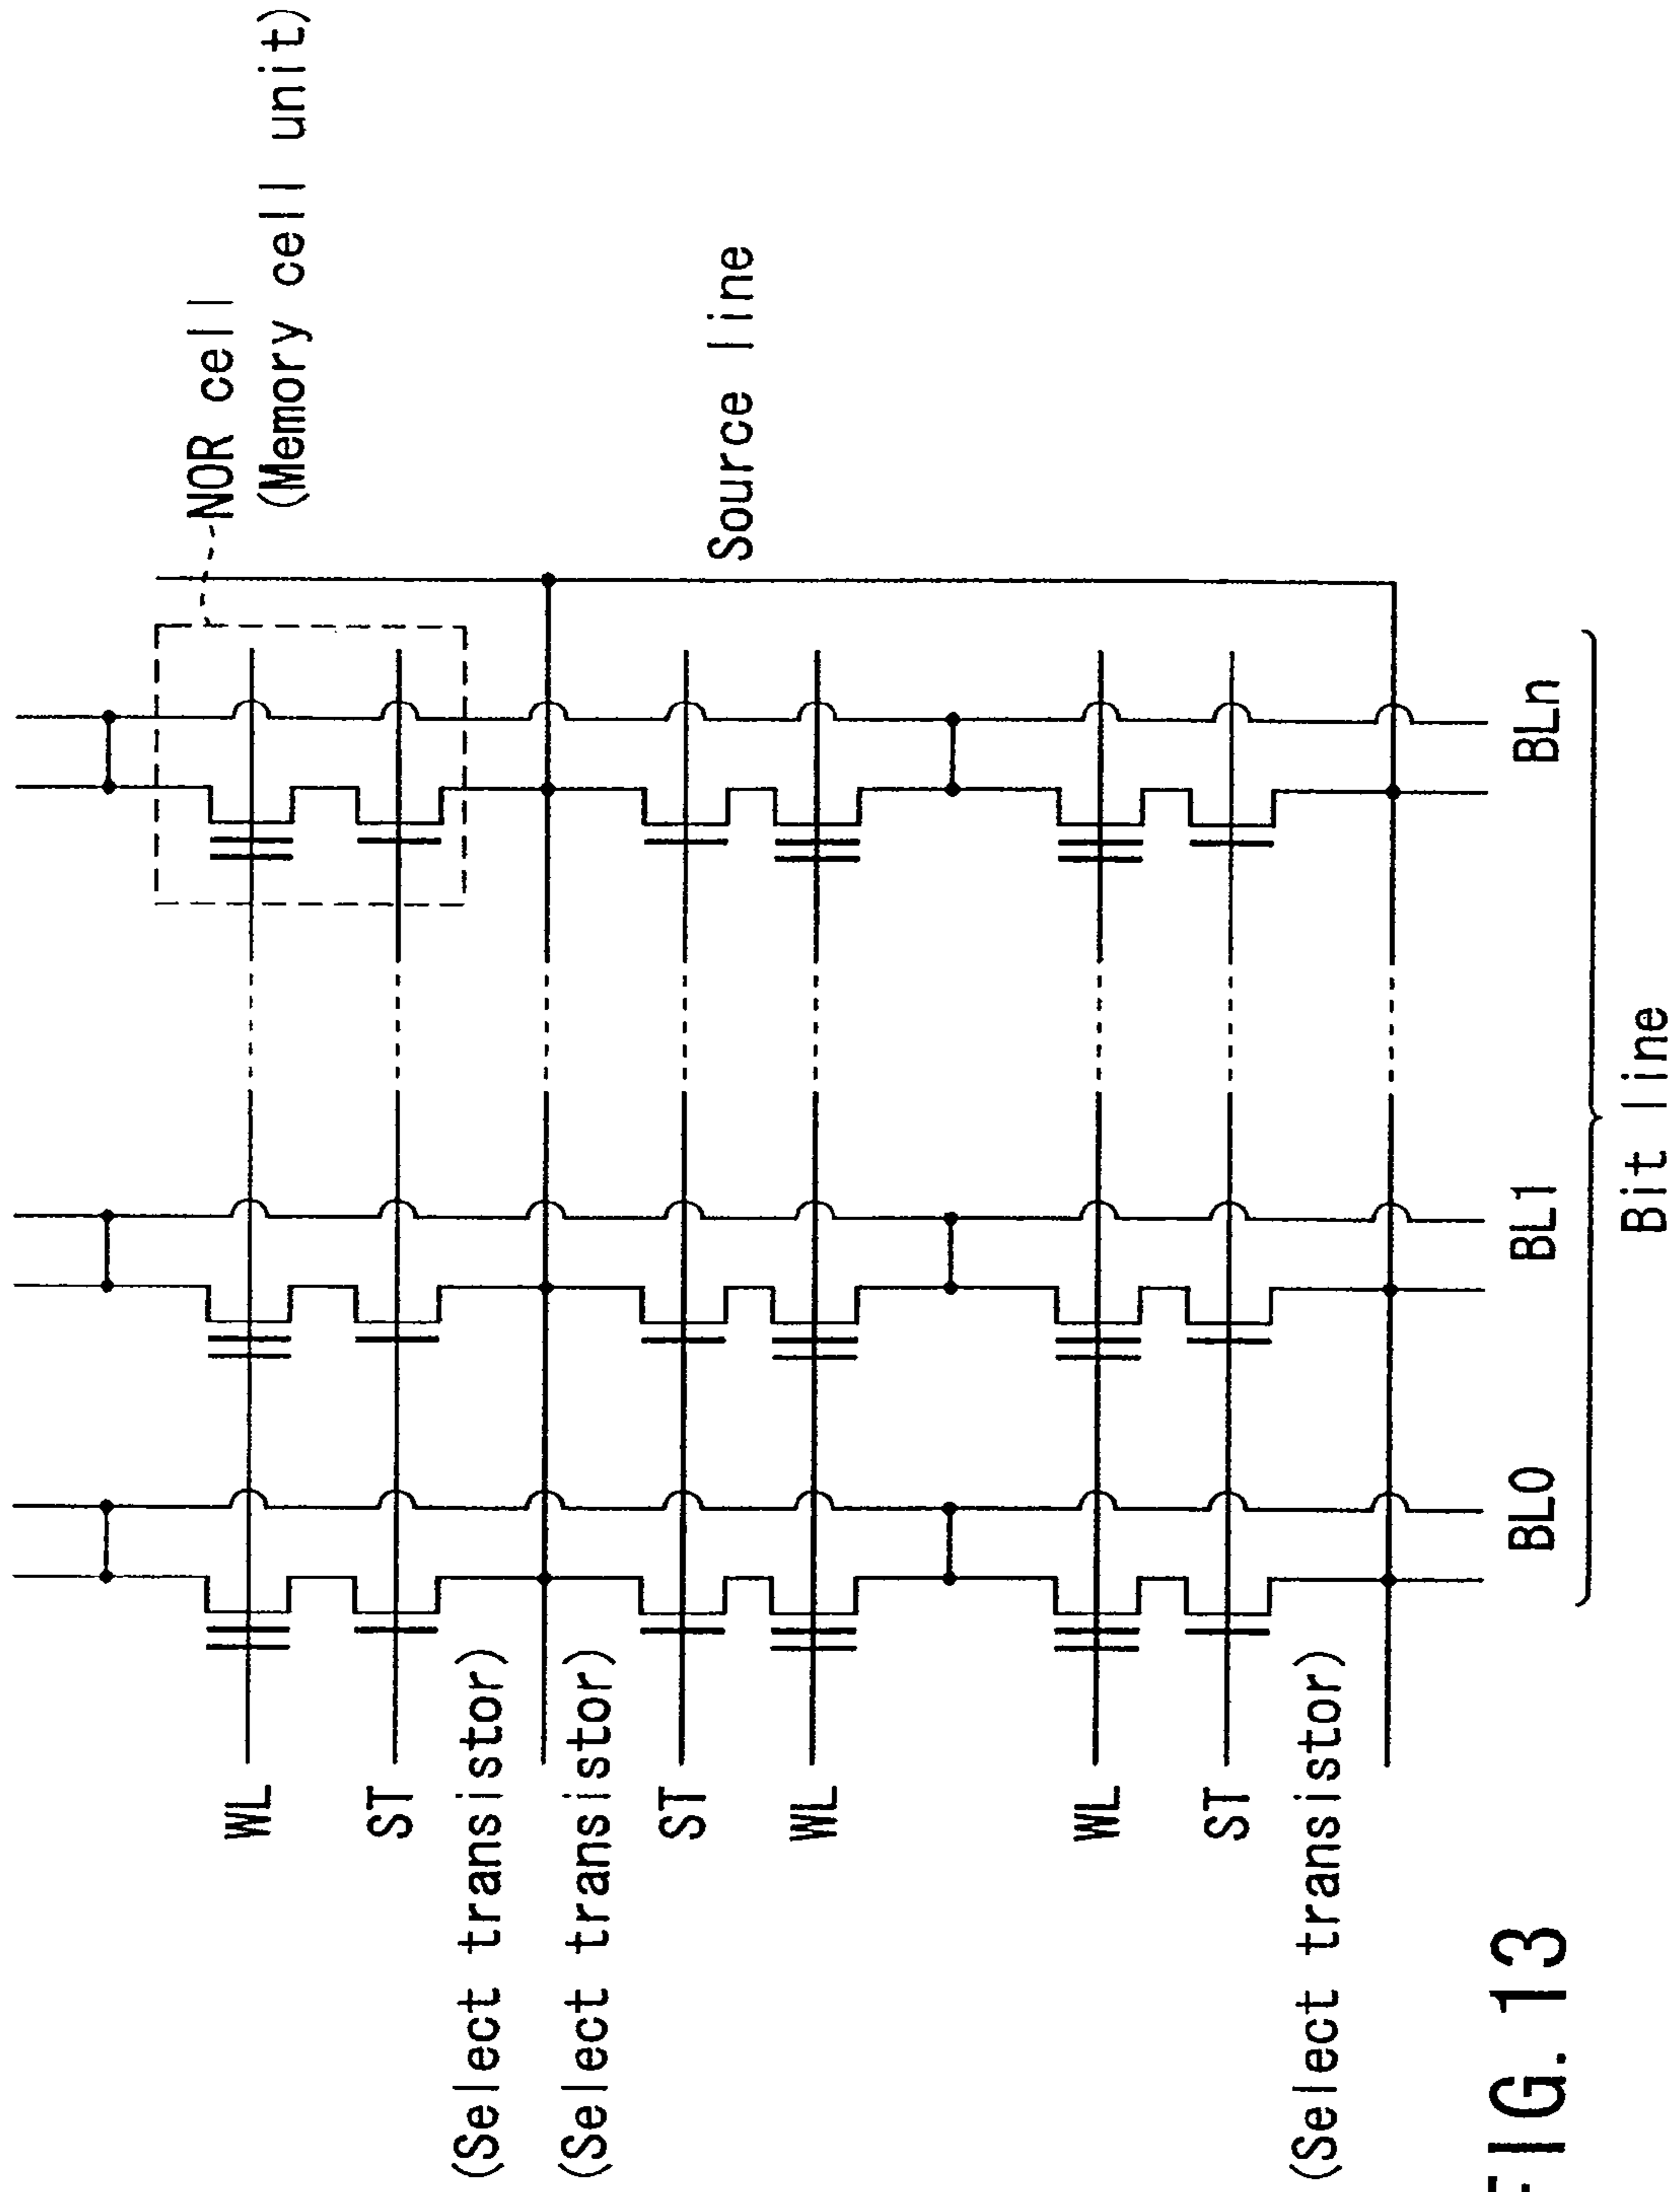 NOR cell
(Memory cell unit)
Source line
WL
ST
(Select transistor)
(Select transistor)
ST
WL
WL
ST
(Select transistor)
BL0
BL1
BLn
Bit line
FIG. 13